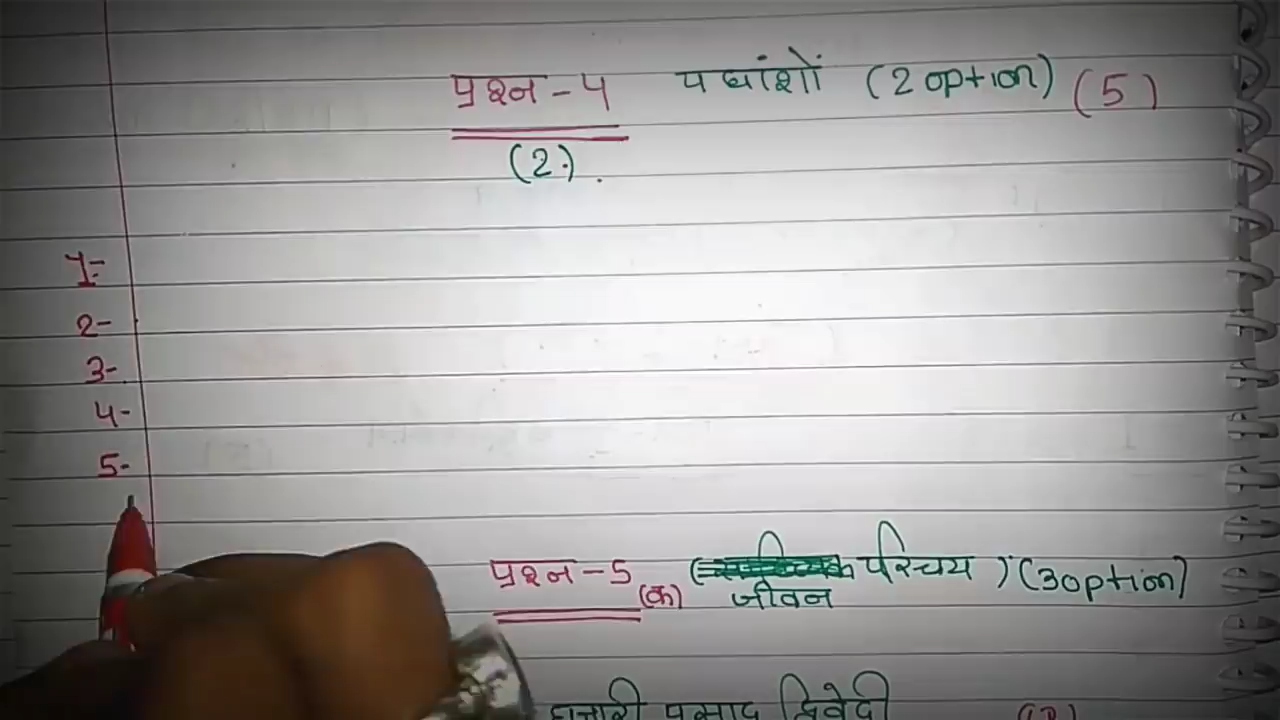 प्रश्न-4 पद्यांशों (2 option) (5)
(2.).
1-
2-
3-
4-
5-
प्रश्न-5 (क) (जीवन परिचय) (3 option)
हजारी प्रसाद द्विवेदी